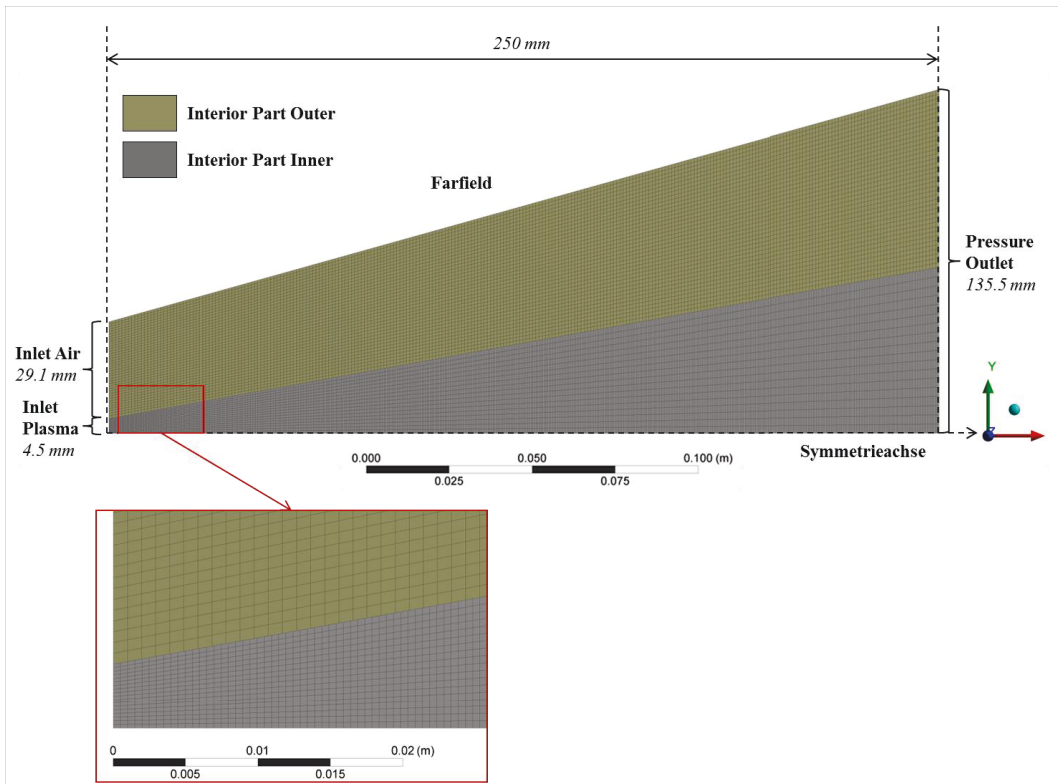 250 mm
Interior Part Outer
Interior Part Inner
Farfield
Pressure
Outlet
135.5 mm
Inlet Air
29.1 mm
Inlet
Plasma
4.5 mm
Y
Z
Symmetrieachse
0.000 0.050 0.100 (m)
0.025 0.075
0 0.01 0.02 (m)
0.005 0.015